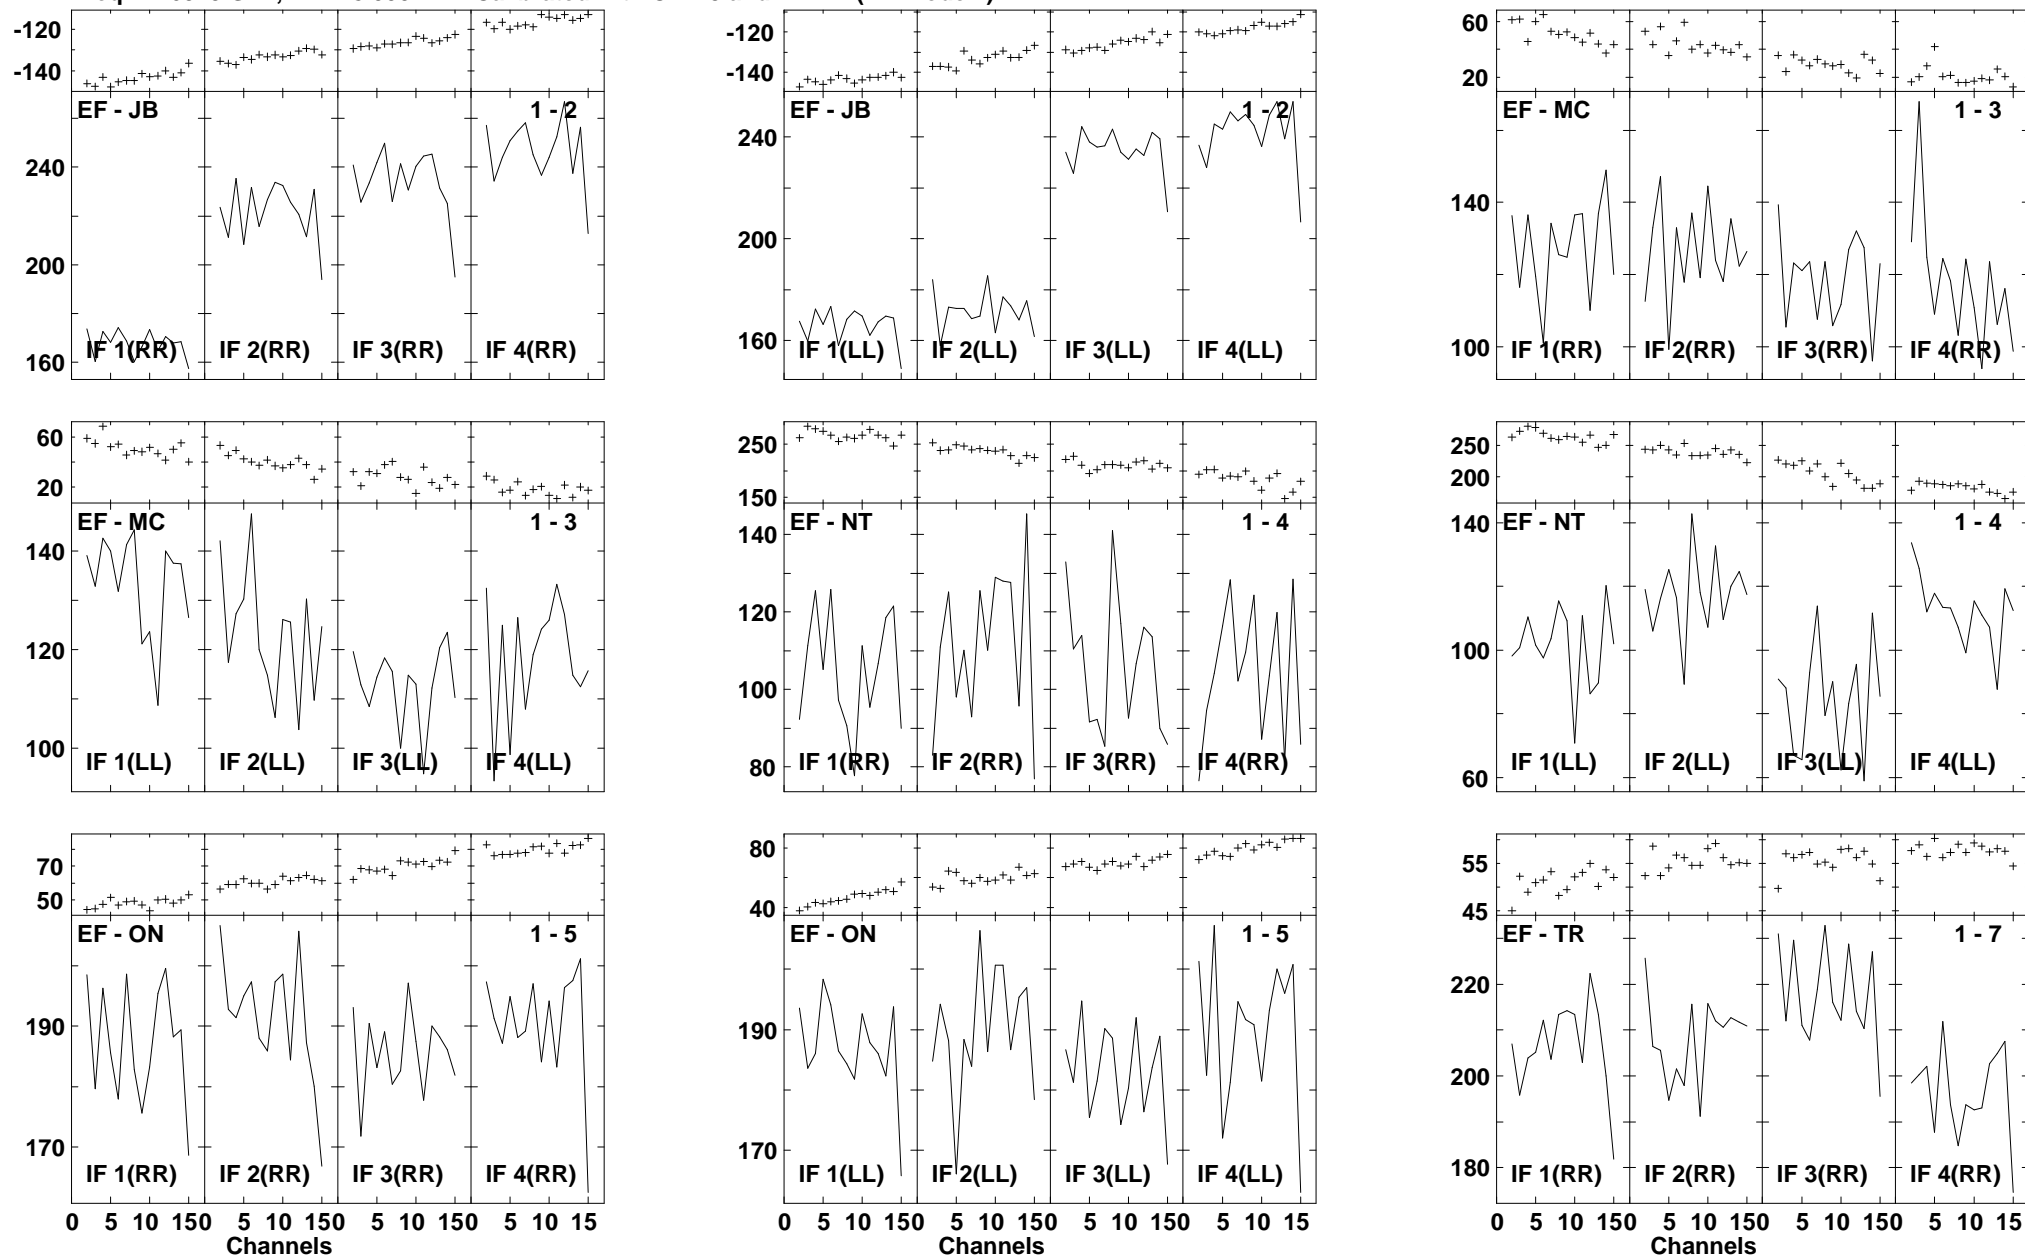 -120 -120 60
-140 -140 20
EF - JB 1 - 2 EF - JB 1 - 2 EF - MC 1 - 3
240 240 140
200 200
160 160 100
IF 1(RR) IF 2(RR) IF 3(RR) IF 4(RR) IF 1(LL) IF 2(LL) IF 3(LL) IF 4(LL) IF 1(RR) IF 2(RR) IF 3(RR) IF 4(RR)
60 250 250
20 150 200
EF - MC 1 - 3 EF - NT 1 - 4 EF - NT 1 - 4
140 140 140
120 120 100
100 100 60
80
IF 1(LL) IF 2(LL) IF 3(LL) IF 4(LL) IF 1(RR) IF 2(RR) IF 3(RR) IF 4(RR) IF 1(LL) IF 2(LL) IF 3(LL) IF 4(LL)
70 80 55
50 40 45
EF - ON 1 - 5 EF - ON 1 - 5 EF - TR 1 - 7
190 190 220
170 170 200
180
IF 1(RR) IF 2(RR) IF 3(RR) IF 4(RR) IF 1(LL) IF 2(LL) IF 3(LL) IF 4(LL) IF 1(RR) IF 2(RR) IF 3(RR) IF 4(RR)
0 5 10 150 5 10 150 5 10 150 5 10 15 0 5 10 150 5 10 150 5 10 150 5 10 15 0 5 10 150 5 10 150 5 10 150 5 10 15
Channels Channels Channels